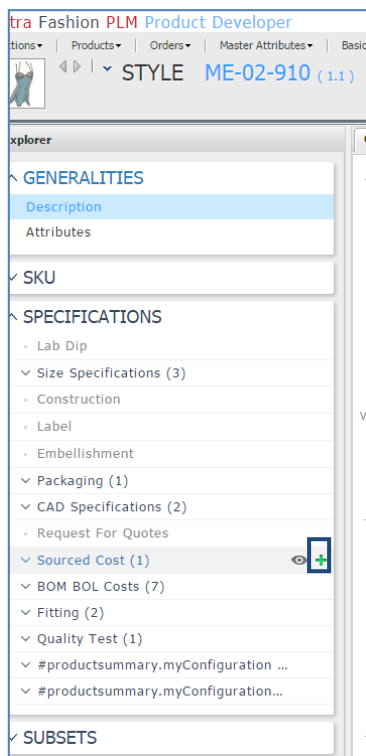 tra Fashion PLM Product Developer
ctions Products Orders Master Attributes Basic
STYLE ME-02-910 ( 1.1 )
xplorer
GENERALITIES
Description
Attributes
SKU
SPECIFICATIONS
Lab Dip
Size Specifications (3)
Construction
Label
Embellishment
Packaging (1)
CAD Specifications (2)
Request For Quotes
Sourced Cost (1)
BOM BOL Costs (7)
Fitting (2)
Quality Test (1)
#productsummary.myConfiguration ...
#productsummary.myConfiguration...
SUBSETS